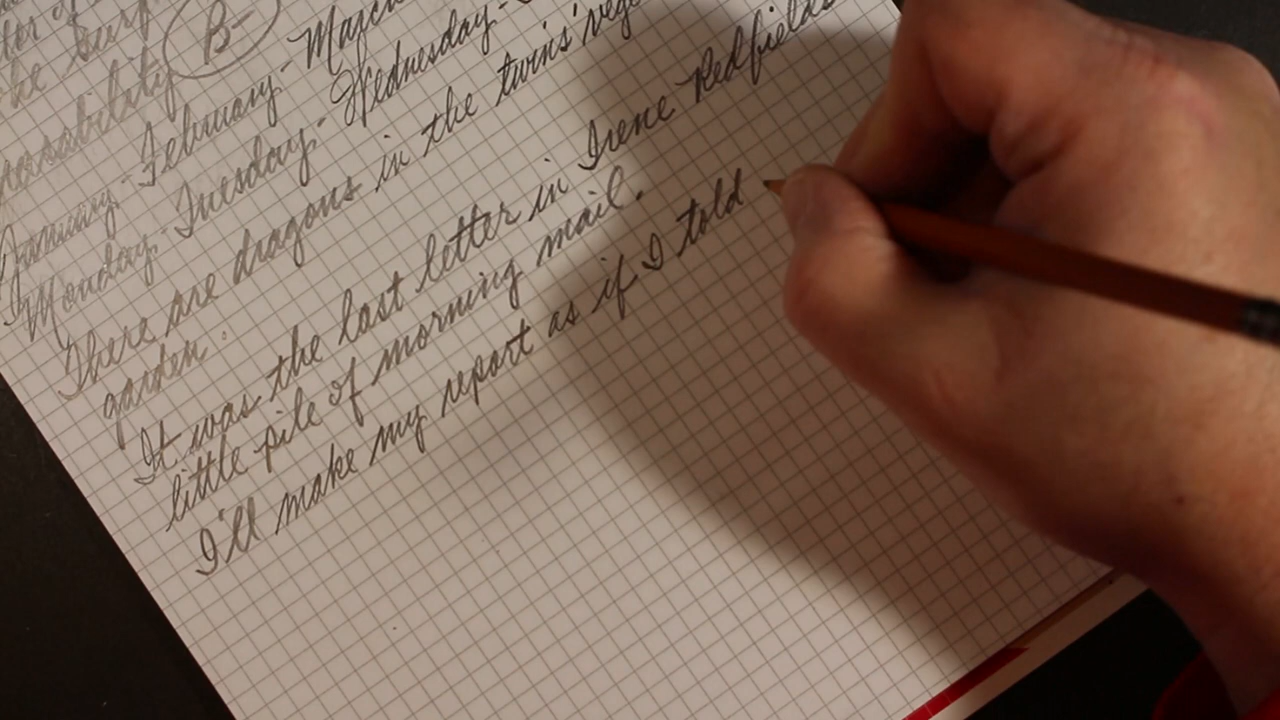 the
B-
January - February - March
Monday - Tuesday - Wednesday -
There are dragons in the twins'
garden.
It was the last letter in Irene Redfield's
little pile of morning mail.
I'll make my report as if I told